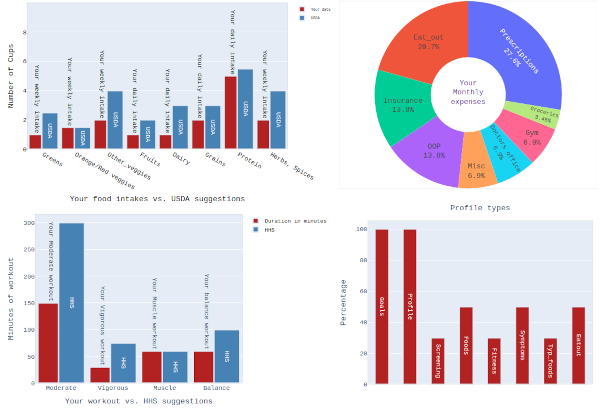 Your data
USDA
Number of Cups
8
6
4
2
0
Your weekly intake
USDA
Your weekly intake
USDA
Your weekly intake
USDA
Your daily intake
USDA
Your daily intake
USDA
Your daily intake
USDA
Your daily intake
USDA
Your weekly intake
USDA
Greens
Orange/Red veggies
Other_veggies
Fruits
Dairy
Grains
Protein
Herbs, Spices
Your food intakes vs. USDA suggestions
Prescriptions
27.6%
Eat_out
20.7%
Insurance
13.8%
OOP
13.8%
Misc
6.9%
Doctor's office
6.9%
Gym
6.9%
Groceries
3.45%
Your
Monthly
expenses
Duration in minutes
HHS
Minutes of workout
300
250
200
150
100
50
0
Your Moderate workout
HHS
Your Vigorous workout
HHS
Your Muscle workout
HHS
Your balance workout
HHS
Moderate
Vigorous
Muscle
Balance
Your workout vs. HHS suggestions
Profile types
Percentage
100
80
60
40
20
0
Goals
Profile
Screening
Foods
Fitness
Symptoms
Typ_foods
Eatout